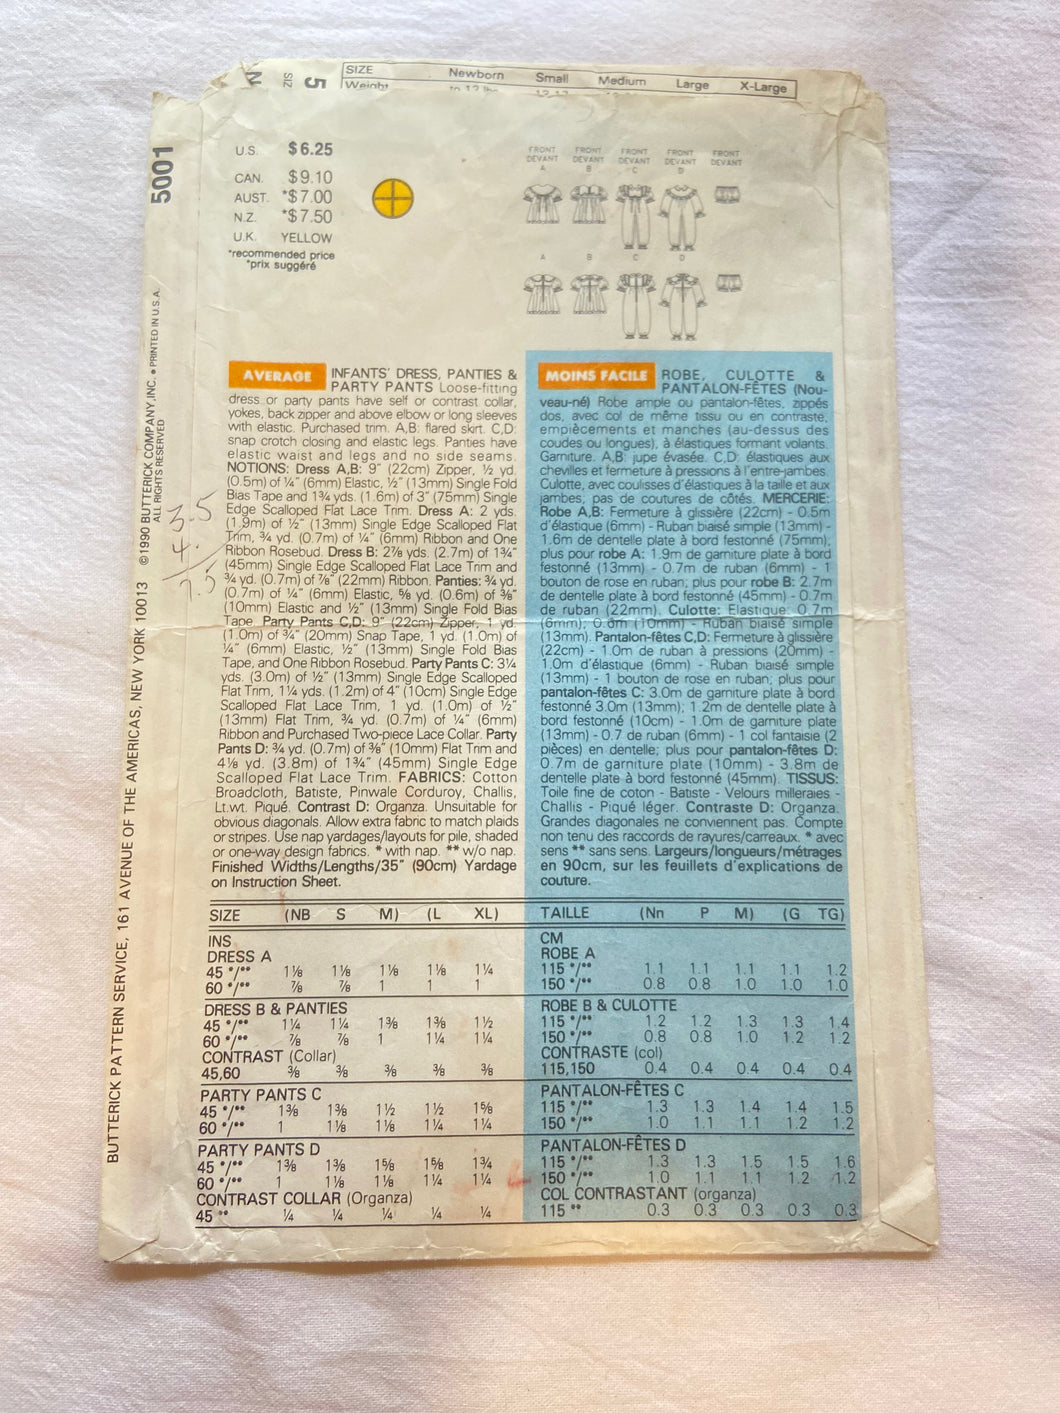 SIZE Newborn Small Medium Large X-Large
Weight to 12 lbs
SIZ 5
N
5001
U.S. $6.25
CAN. $9.10
AUST. *$7.00
N.Z. *$7.50
U.K. YELLOW
*recommended price
*prix suggéré
FRONT FRONT FRONT FRONT FRONT
DEVANT DEVANT DEVANT DEVANT DEVANT
A B C D
A B C D
©1990 BUTTERICK COMPANY, INC. • PRINTED IN U.S.A.
ALL RIGHTS RESERVED
BUTTERICK PATTERN SERVICE, 161 AVENUE OF THE AMERICAS, NEW YORK 10013
3.5
4.
7.5
AVERAGE INFANTS' DRESS, PANTIES &
PARTY PANTS Loose-fitting
dress or party pants have self or contrast collar,
yokes, back zipper and above elbow or long sleeves
with elastic. Purchased trim. A,B: flared skirt. C,D:
snap crotch closing and elastic legs. Panties have
elastic waist and legs and no side seams.
NOTIONS: Dress A,B: 9" (22cm) Zipper, ½ yd.
(0.5m) of ¼" (6mm) Elastic, ½" (13mm) Single Fold
Bias Tape and 1¾ yds. (1.6m) of 3" (75mm) Single
Edge Scalloped Flat Lace Trim. Dress A: 2 yds.
(1.9m) of ½" (13mm) Single Edge Scalloped Flat
Trim, ¾ yd. (0.7m) of ¼" (6mm) Ribbon and One
Ribbon Rosebud. Dress B: 2⅞ yds. (2.7m) of 1¾"
(45mm) Single Edge Scalloped Flat Lace Trim and
¾ yd. (0.7m) of ⅞" (22mm) Ribbon. Panties: ¾ yd.
(0.7m) of ¼" (6mm) Elastic, ⅝ yd. (0.6m) of ⅜"
(10mm) Elastic and ½" (13mm) Single Fold Bias
Tape. Party Pants C,D: 9" (22cm) Zipper, 1 yd.
(1.0m) of ¾" (20mm) Snap Tape, 1 yd. (1.0m) of
¼" (6mm) Elastic, ½" (13mm) Single Fold Bias
Tape, and One Ribbon Rosebud. Party Pants C: 3¼
yds. (3.0m) of ½" (13mm) Single Edge Scalloped
Flat Trim, 1¼ yds. (1.2m) of 4" (10cm) Single Edge
Scalloped Flat Lace Trim, 1 yd. (1.0m) of ½"
(13mm) Flat Trim, ¾ yd. (0.7m) of ¼" (6mm)
Ribbon and Purchased Two-piece Lace Collar. Party
Pants D: ¾ yd. (0.7m) of ⅜" (10mm) Flat Trim and
4⅛ yd. (3.8m) of 1¾" (45mm) Single Edge
Scalloped Flat Lace Trim. FABRICS: Cotton
Broadcloth, Batiste, Pinwale Corduroy, Challis,
Lt.wt. Piqué. Contrast D: Organza. Unsuitable for
obvious diagonals. Allow extra fabric to match plaids
or stripes. Use nap yardages/layouts for pile, shaded
or one-way design fabrics. * with nap. ** w/o nap.
Finished Widths/Lengths/35" (90cm) Yardage
on Instruction Sheet.
MOINS FACILE ROBE, CULOTTE &
PANTALON-FÊTES (Nou-
veau-né) Robe ample ou pantalon-fêtes, zippés
dos, avec col de même tissu ou en contraste,
empiècements et manches (au-dessus des
coudes ou longues), à élastiques formant volants.
Garniture. A,B: jupe évasée. C,D: élastiques aux
chevilles et fermeture à pressions à l'entre-jambes.
Culotte, avec coulisses d'élastiques à la taille et aux
jambes; pas de coutures de côtés. MERCERIE:
Robe A,B: Fermeture à glissière (22cm) - 0.5m
d'élastique (6mm) - Ruban biaisé simple (13mm) -
1.6m de dentelle plate à bord festonné (75mm);
plus pour robe A: 1.9m de garniture plate à bord
festonné (13mm) - 0.7m de ruban (6mm) - 1
bouton de rose en ruban; plus pour robe B: 2.7m
de dentelle plate à bord festonné (45mm) - 0.7m
de ruban (22mm). Culotte: Elastique 0.7m
(6mm); 0.6m (10mm) - Ruban biaisé simple
(13mm). Pantalon-fêtes C,D: Fermeture à glissière
(22cm) - 1.0m de ruban à pressions (20mm) -
1.0m d'élastique (6mm) - Ruban biaisé simple
(13mm) - 1 bouton de rose en ruban; plus pour
pantalon-fêtes C: 3.0m de garniture plate à bord
festonné 3.0m (13mm); 1.2m de dentelle plate à
bord festonné (10cm) - 1.0m de garniture plate
(13mm) - 0.7 de ruban (6mm) - 1 col fantaisie (2
pièces) en dentelle; plus pour pantalon-fêtes D:
0.7m de garniture plate (10mm) - 3.8m de
dentelle plate à bord festonné (45mm). TISSUS:
Toile fine de coton - Batiste - Velours milleraies -
Challis - Piqué léger. Contraste D: Organza.
Grandes diagonales ne conviennent pas. Compte
non tenu des raccords de rayures/carreaux. * avec
sens ** sans sens. Largeurs/longueurs/métrages
en 90cm, sur les feuillets d'explications de
couture.
SIZE (NB S M) (L XL)
INS
DRESS A
45 */** 1⅛ 1⅛ 1⅛ 1⅛ 1¼
60 */** ⅞ ⅞ 1 1 1
DRESS B & PANTIES
45 */** 1¼ 1¼ 1⅜ 1⅜ 1½
60 */** ⅞ ⅞ 1 1¼ 1¼
CONTRAST (Collar)
45,60 ⅜ ⅜ ⅜ ⅜ ⅜
PARTY PANTS C
45 */** 1⅜ 1⅜ 1½ 1½ 1⅝
60 */** 1 1⅛ 1⅛ 1¼ 1¼
PARTY PANTS D
45 */** 1⅜ 1⅜ 1⅝ 1⅝ 1¾
60 */** 1 1⅛ 1⅛ 1¼ 1¼
CONTRAST COLLAR (Organza)
45 ** ¼ ¼ ¼ ¼ ¼
TAILLE (Nn P M) (G TG)
CM
ROBE A
115 */** 1.1 1.1 1.1 1.1 1.2
150 */** 0.8 0.8 1.0 1.0 1.0
ROBE B & CULOTTE
115 */** 1.2 1.2 1.3 1.3 1.4
150 */** 0.8 0.8 1.0 1.2 1.2
CONTRASTE (col)
115,150 0.4 0.4 0.4 0.4 0.4
PANTALON-FÊTES C
115 */** 1.3 1.3 1.4 1.4 1.5
150 */** 1.0 1.1 1.1 1.2 1.2
PANTALON-FÊTES D
115 */** 1.3 1.3 1.5 1.5 1.6
150 */** 1.0 1.1 1.1 1.2 1.2
COL CONTRASTANT (organza)
115 ** 0.3 0.3 0.3 0.3 0.3